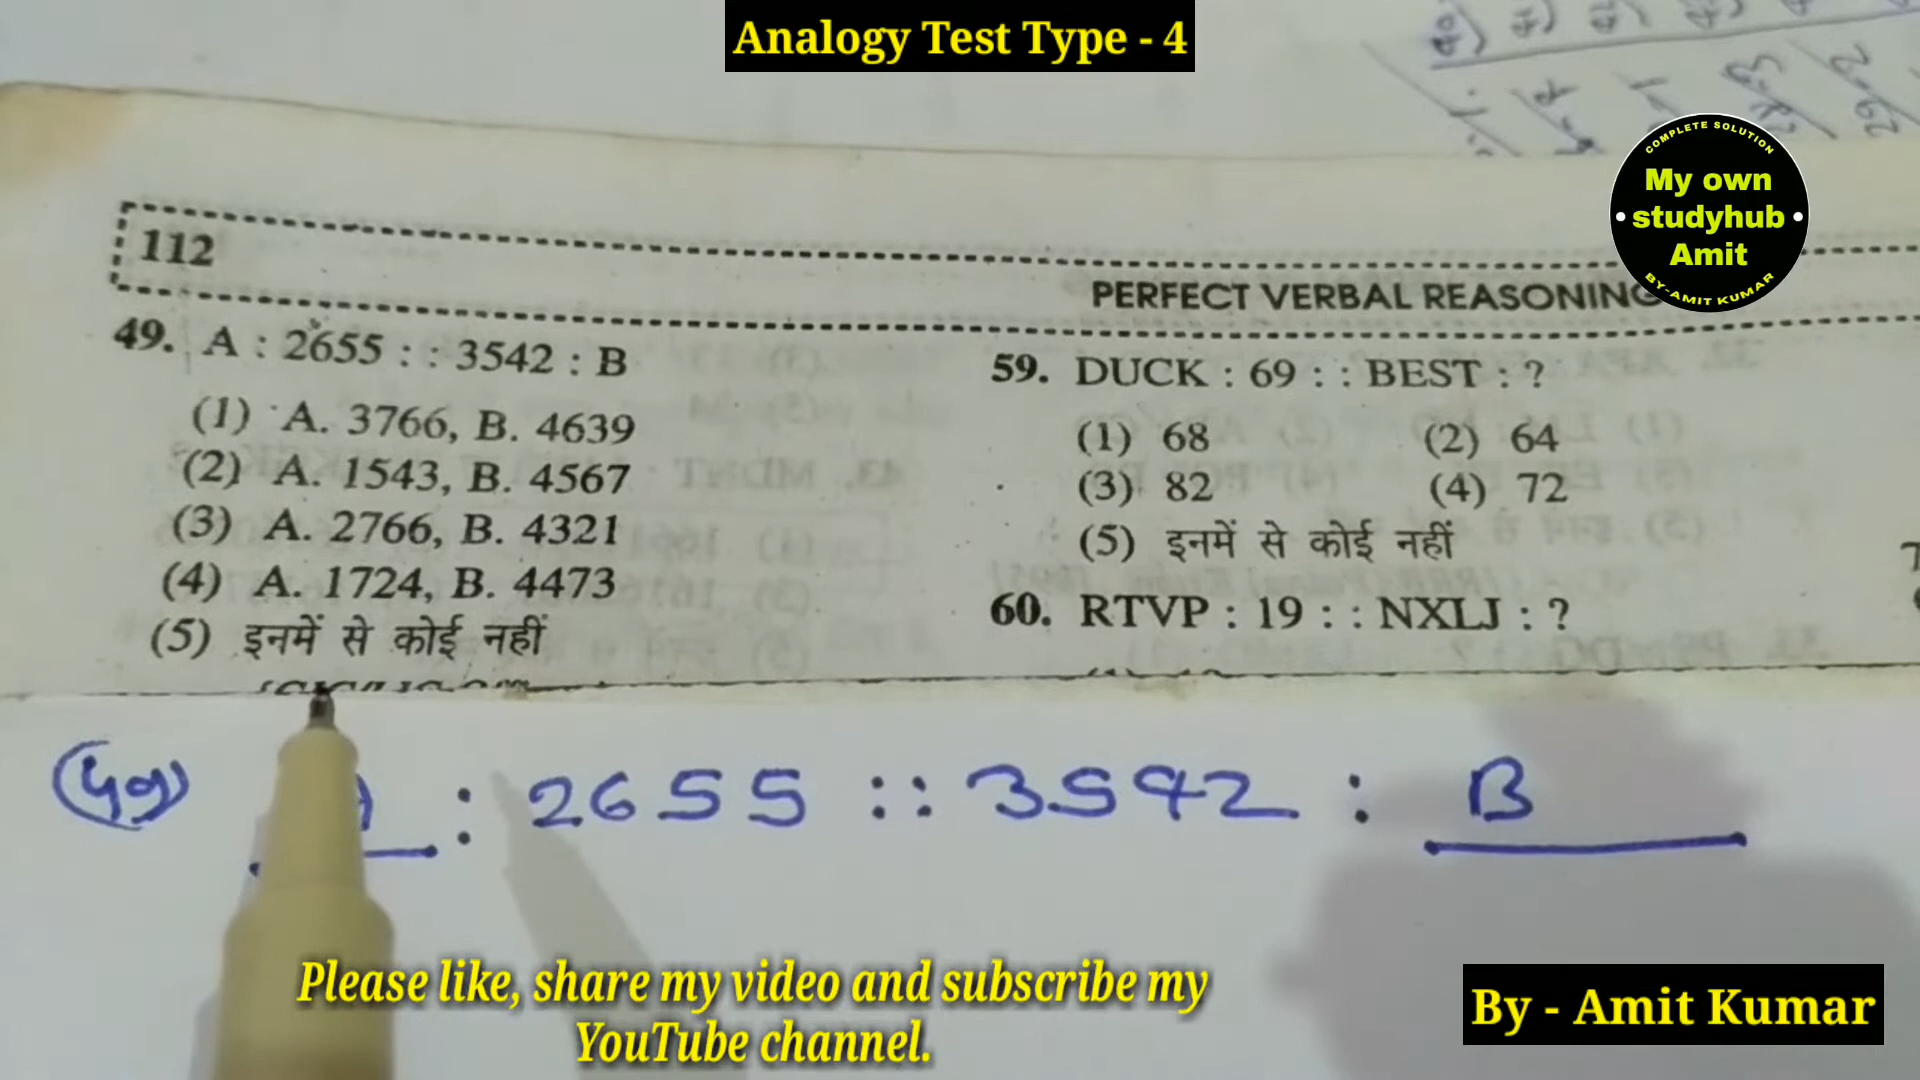 Analogy Test Type - 4
COMPLETE SOLUTION
My own
studyhub
Amit
BY-AMIT KUMAR
112
PERFECT VERBAL REASONING
49. A : 2655 : : 3542 : B
(1) A. 3766, B. 4639
(2) A. 1543, B. 4567
(3) A. 2766, B. 4321
(4) A. 1724, B. 4473
(5) इनमें से कोई नहीं
59. DUCK : 69 : : BEST : ?
(1) 68 (2) 64
(3) 82 (4) 72
(5) इनमें से कोई नहीं
60. RTVP : 19 : : NXLJ : ?
(49) : 2655 :: 3542 : B
Please like, share my video and subscribe my
YouTube channel.
By - Amit Kumar